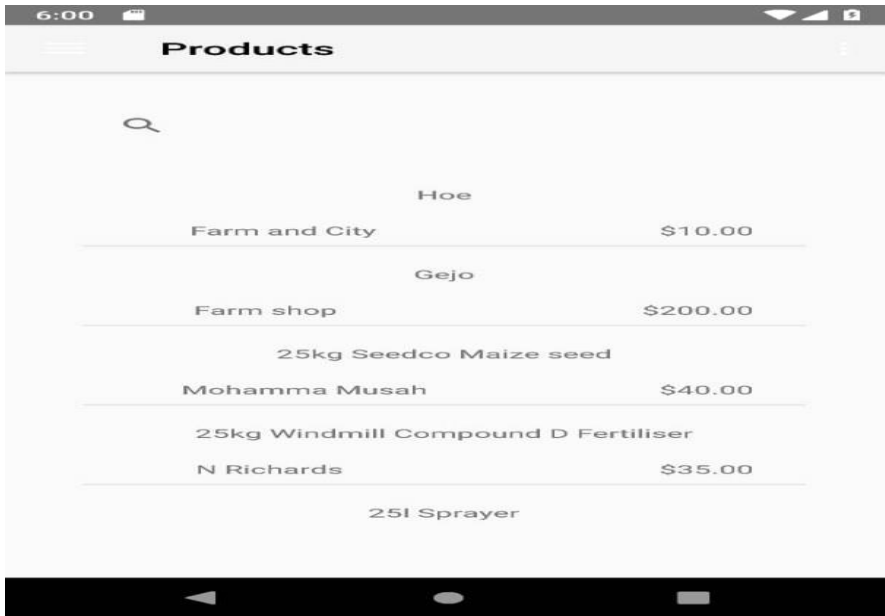 6:00
Products
Hoe
Farm and City $10.00
Gejo
Farm shop $200.00
25kg Seedco Maize seed
Mohamma Musah $40.00
25kg Windmill Compound D Fertiliser
N Richards $35.00
25l Sprayer